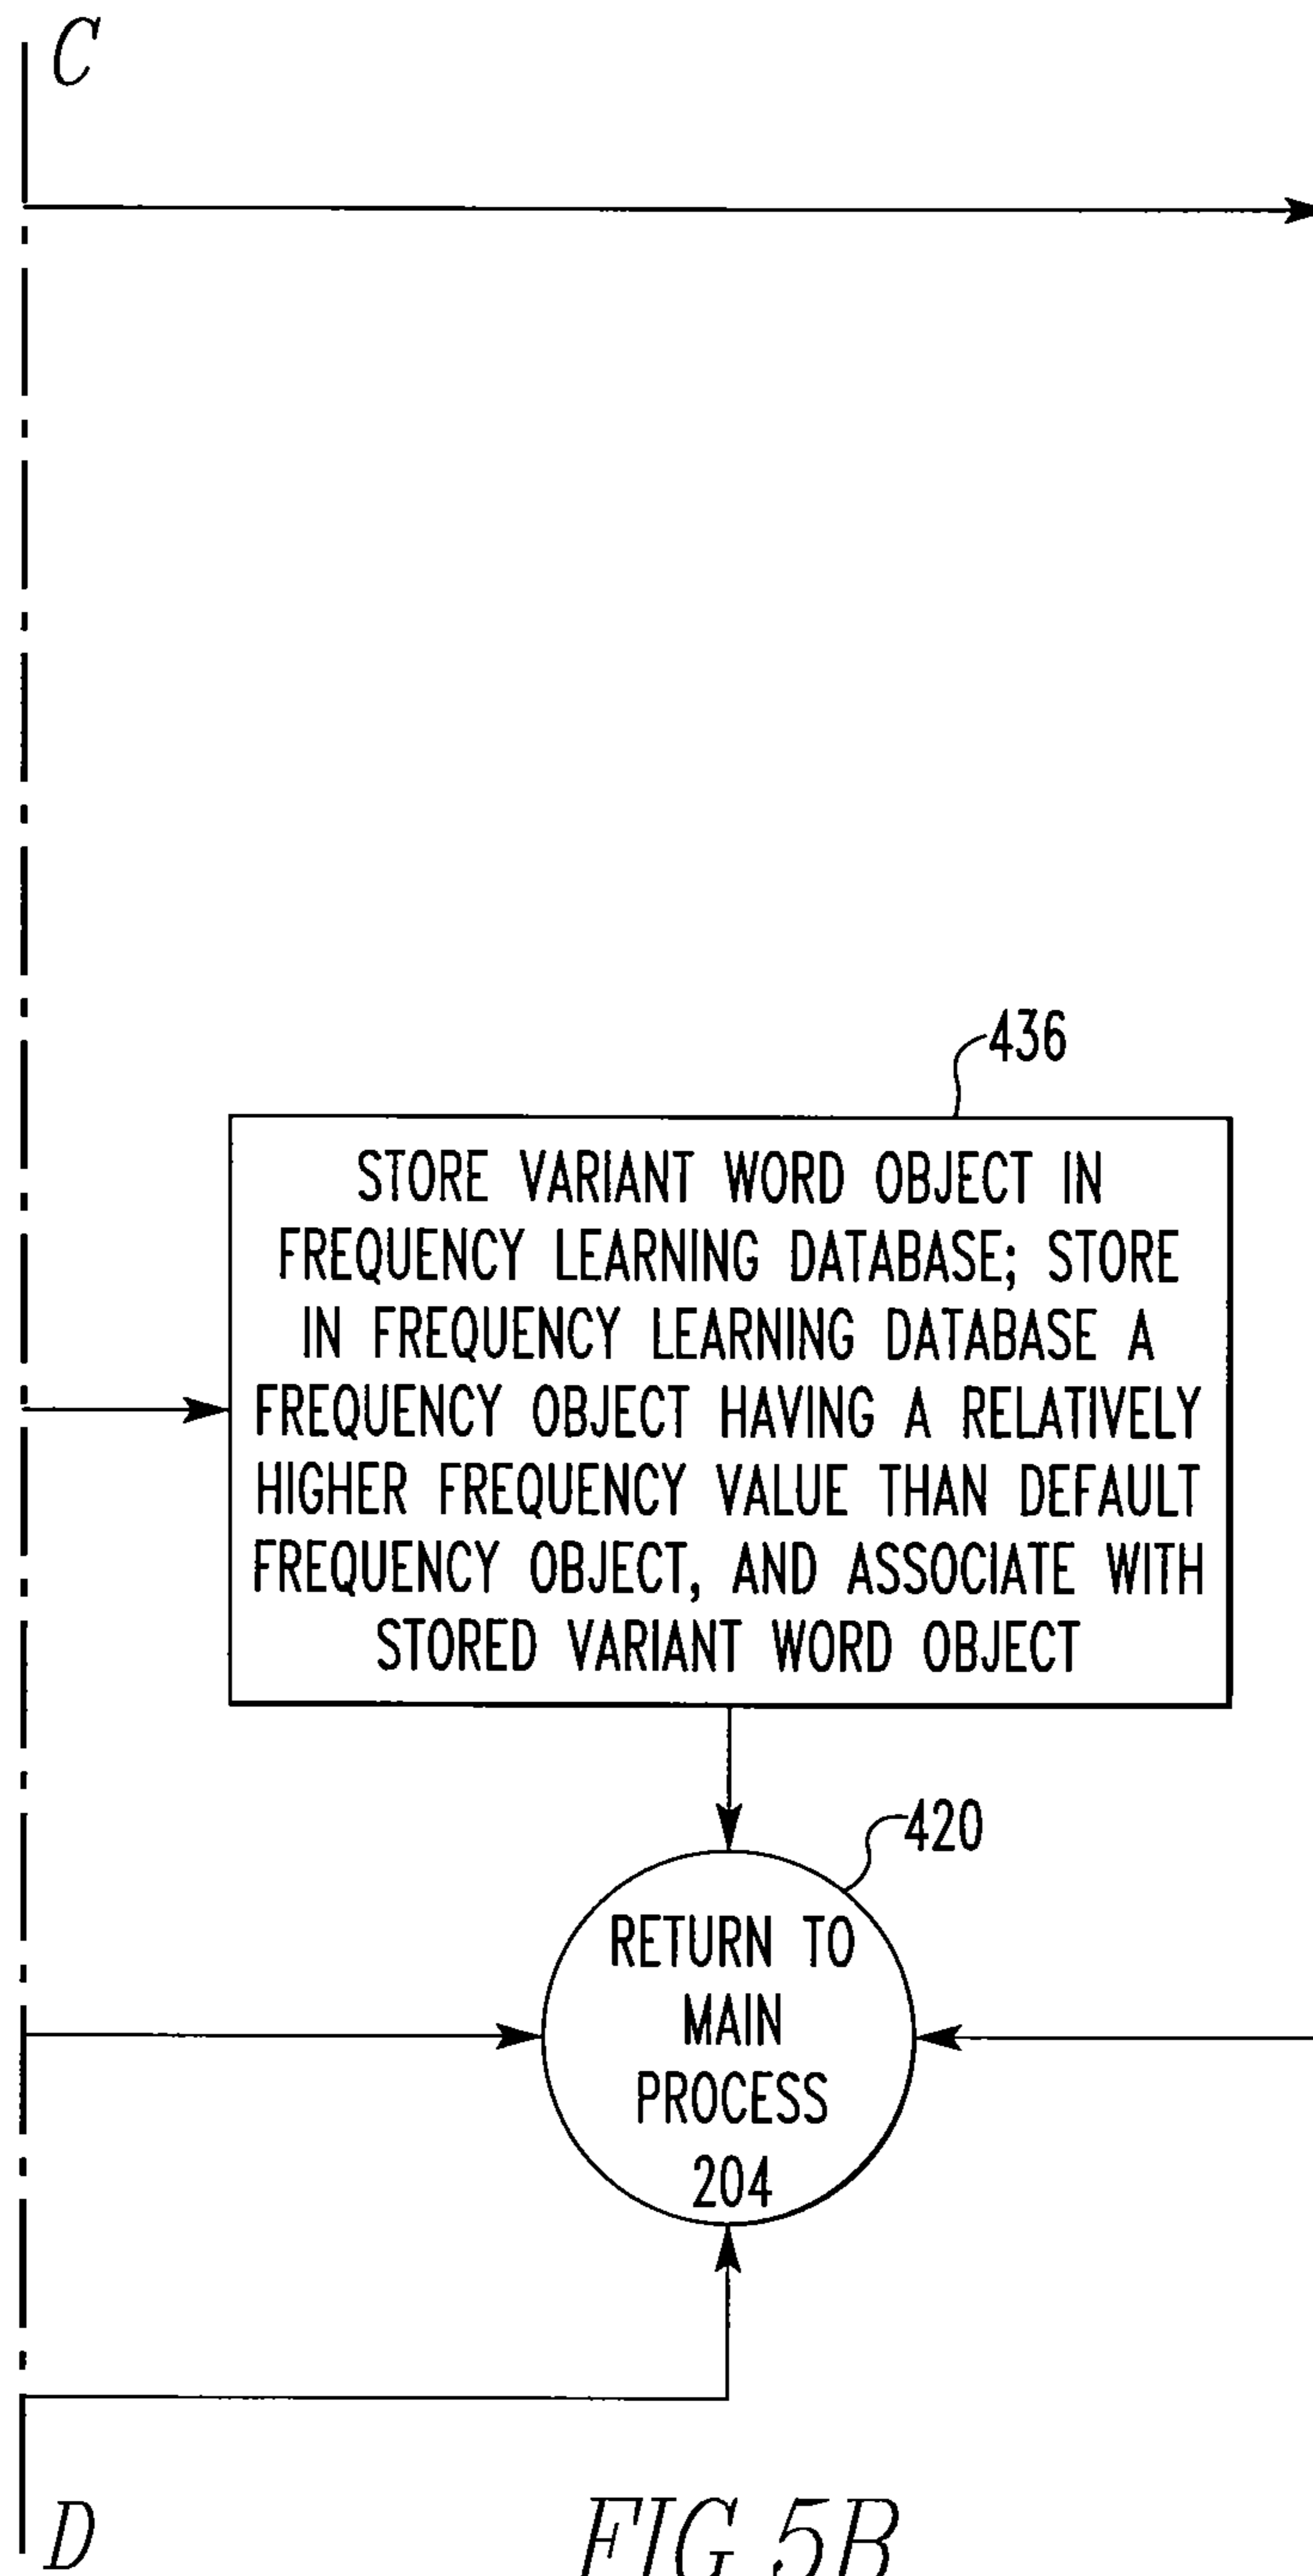 C
436
STORE VARIANT WORD OBJECT IN
FREQUENCY LEARNING DATABASE; STORE
IN FREQUENCY LEARNING DATABASE A
FREQUENCY OBJECT HAVING A RELATIVELY
HIGHER FREQUENCY VALUE THAN DEFAULT
FREQUENCY OBJECT, AND ASSOCIATE WITH
STORED VARIANT WORD OBJECT
420
RETURN TO
MAIN
PROCESS
204
D
FIG. 5B